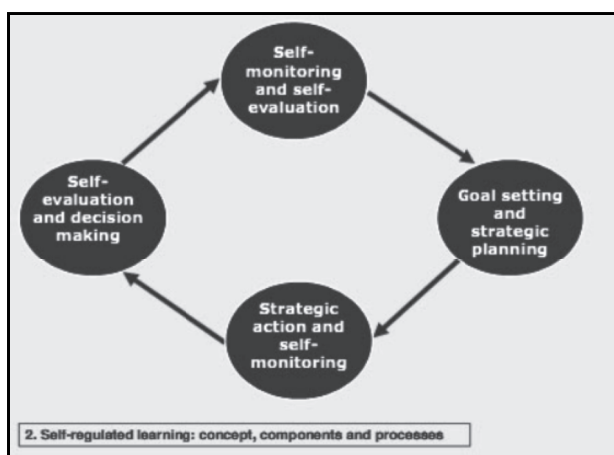 Self-
monitoring
and self-
evaluation
Self-
evaluation
and decision
making
Goal setting
and
strategic
planning
Strategic
action and
self-
monitoring
2. Self-regulated learning: concept, components and processes